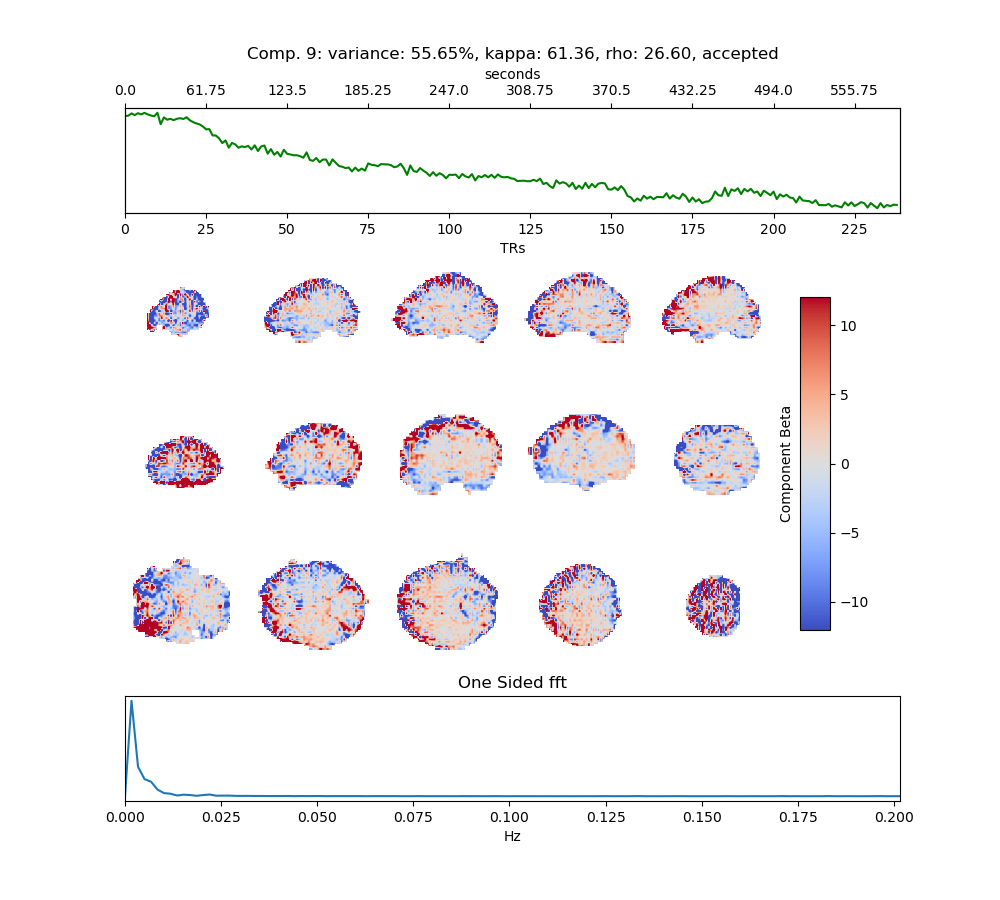 Comp. 9: variance: 55.65%, kappa: 61.36, rho: 26.60, accepted
seconds
0.0 61.75 123.5 185.25 247.0 308.75 370.5 432.25 494.0 555.75
0 25 50 75 100 125 150 175 200 225
TRs
10
5
0
−5
−10
Component Beta
One Sided fft
0.000 0.025 0.050 0.075 0.100 0.125 0.150 0.175 0.200
Hz